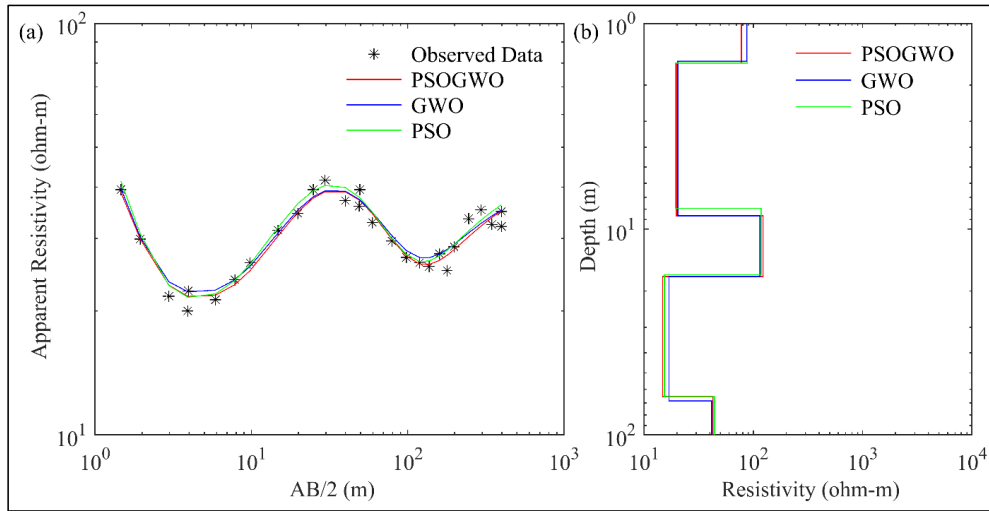 (a)
10²
Observed Data
PSOGWO
GWO
PSO
Apparent Resistivity (ohm-m)
10¹
10⁰
10¹
10²
10³
AB/2 (m)
(b)
10⁰
PSOGWO
GWO
PSO
Depth (m)
10¹
10²
10¹
10²
10³
10⁴
Resistivity (ohm-m)